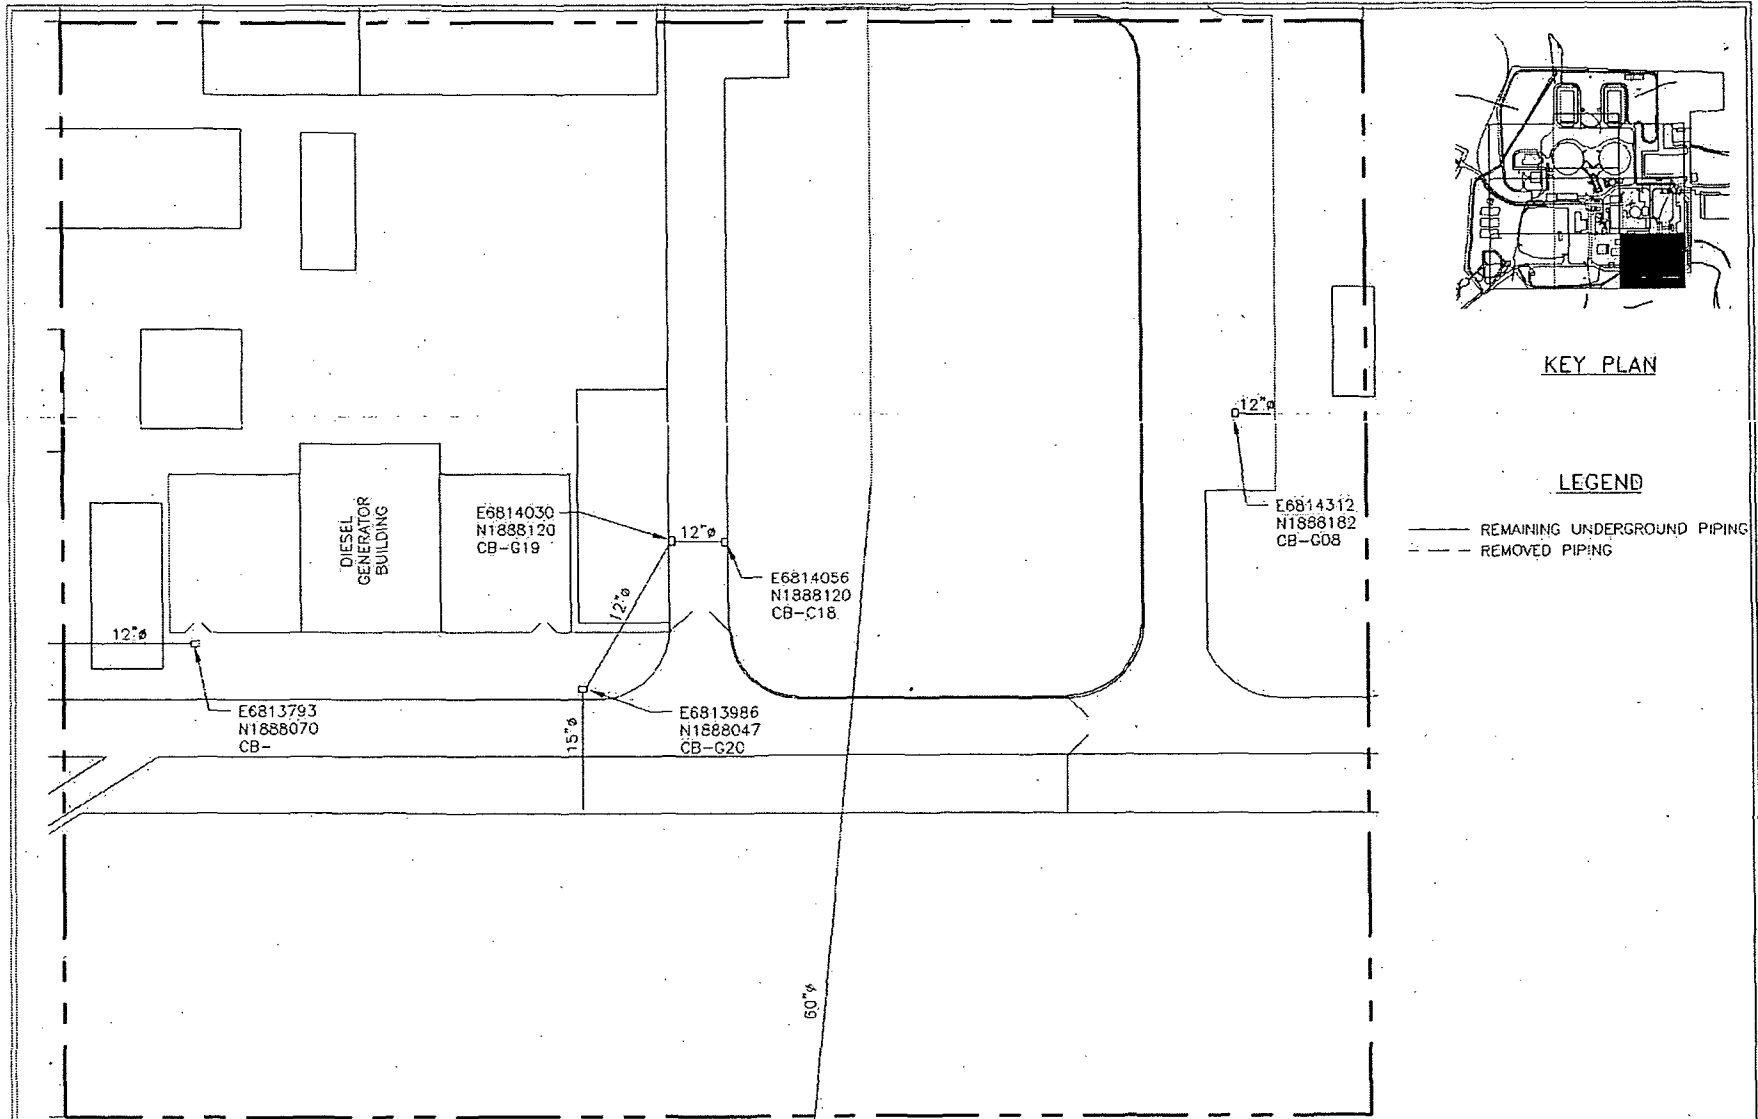 KEY PLAN
12"ø
LEGEND
E6814312
N1888182
CB-G08
REMAINING UNDERGROUND PIPING
REMOVED PIPING
DIESEL
GENERATOR
BUILDING
E6814030
N1888120
CB-G19
12"ø
E6814056
N1888120
CB-C18
12"ø
12"ø
E6813793
N1888070
CB-
E6813986
N1888047
CB-G20
15"ø
60"ø